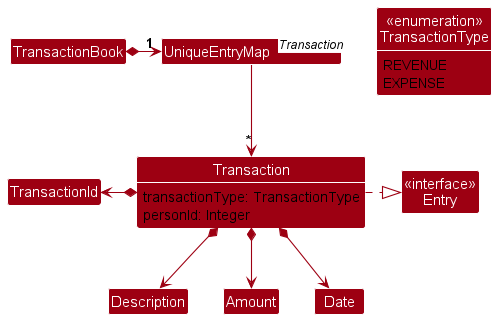 TransactionBook
1
UniqueEntryMap
Transaction
«enumeration»
TransactionType
REVENUE
EXPENSE
*
TransactionId
Transaction
transactionType: TransactionType
personId: integer
«interface»
Entry
Description
Amount
Date